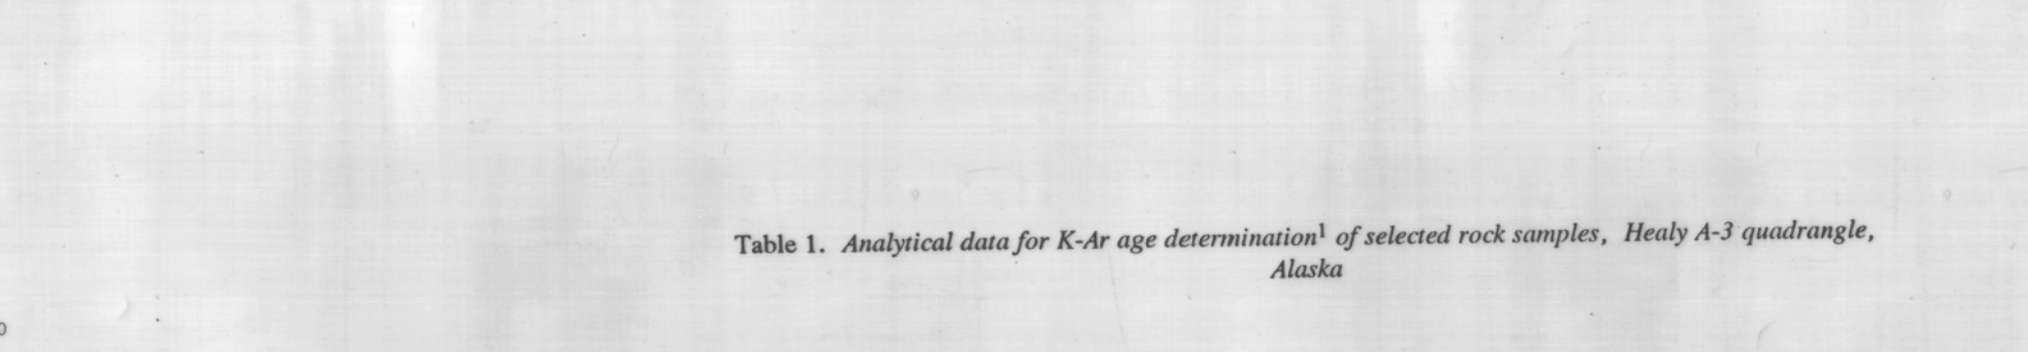 Table 1. Analytical data for K-Ar age determination¹ of selected rock samples, Healy A-3 quadrangle,
Alaska